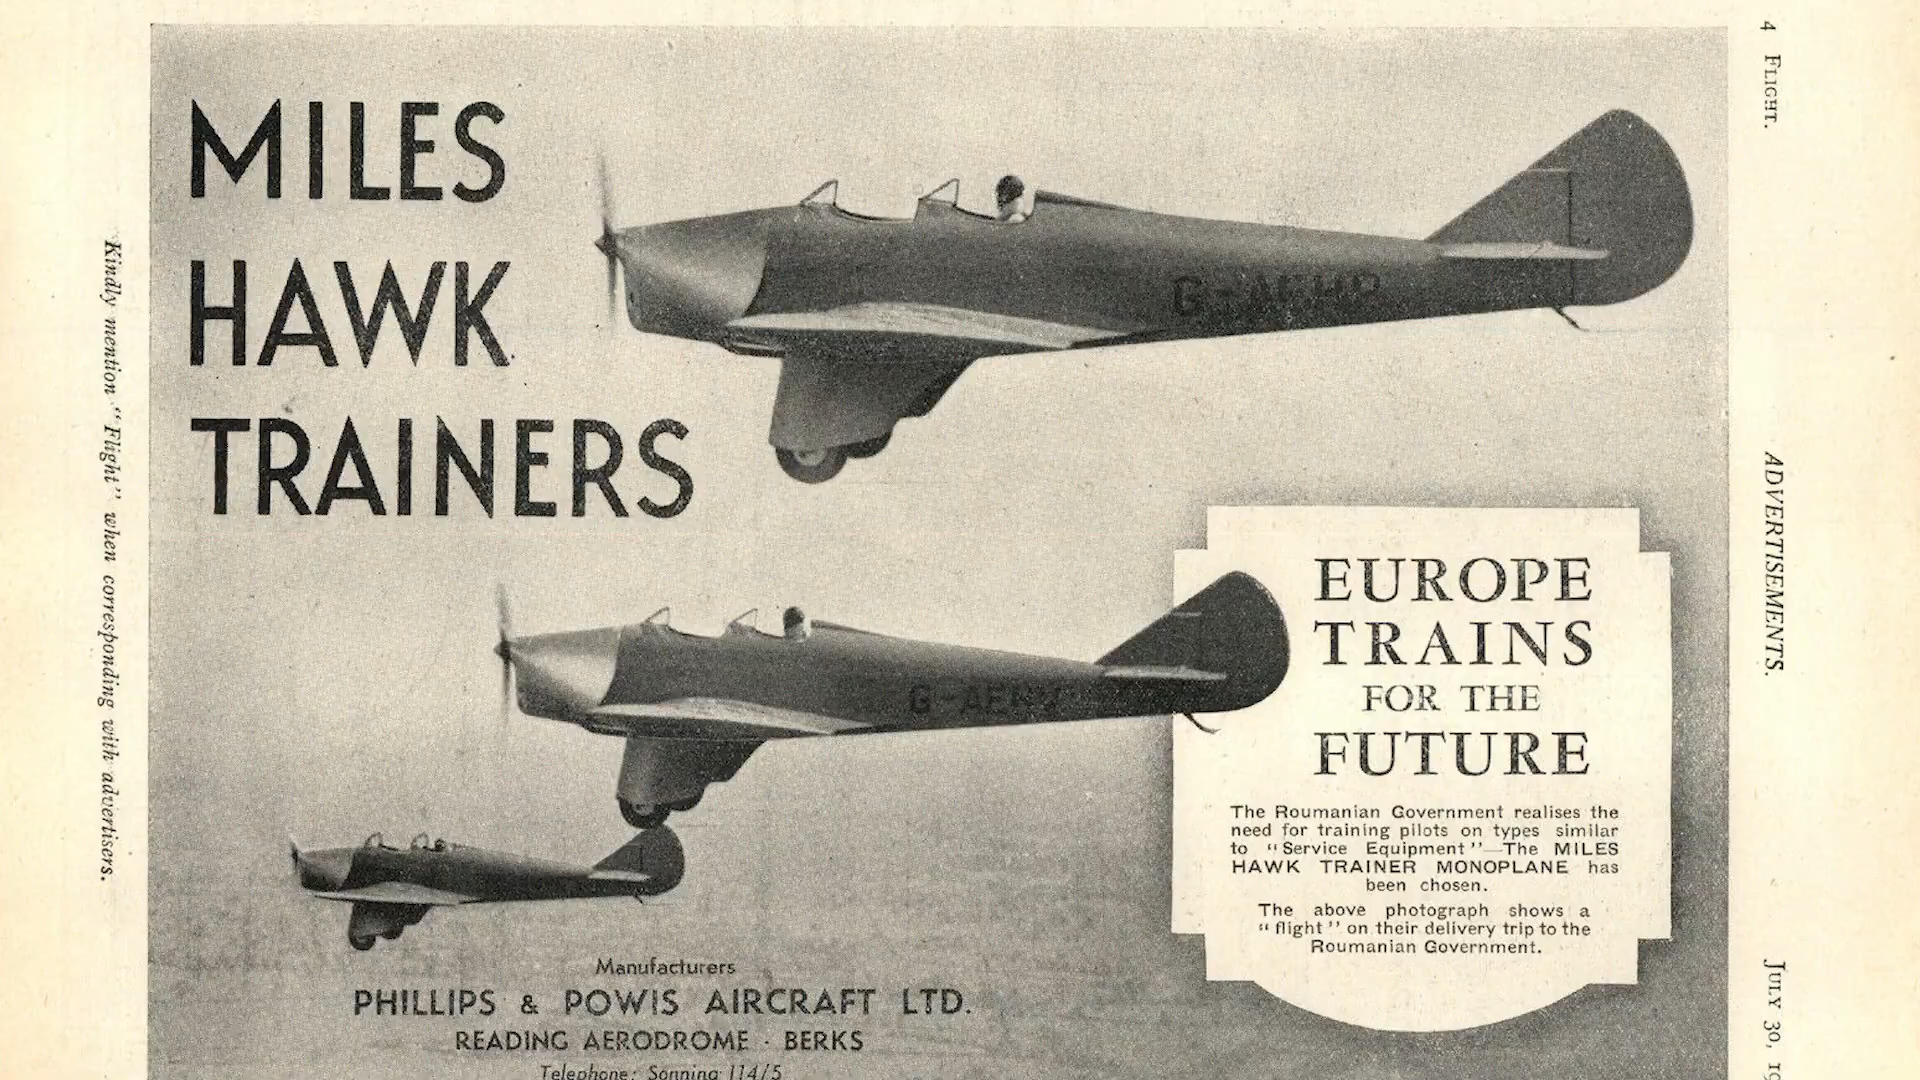 MILES
HAWK
TRAINERS
EUROPE
TRAINS
FOR THE
FUTURE
The Roumanian Government realises the
need for training pilots on types similar
to "Service Equipment"—The MILES
HAWK TRAINER MONOPLANE has
been chosen.
The above photograph shows a
"flight" on their delivery trip to the
Roumanian Government.
Manufacturers
PHILLIPS & POWIS AIRCRAFT LTD.
READING AERODROME · BERKS
Telephone: Sonning 114/5
Kindly mention "Flight" when corresponding with advertisers.
4 FLIGHT.
ADVERTISEMENTS.
JULY 30,